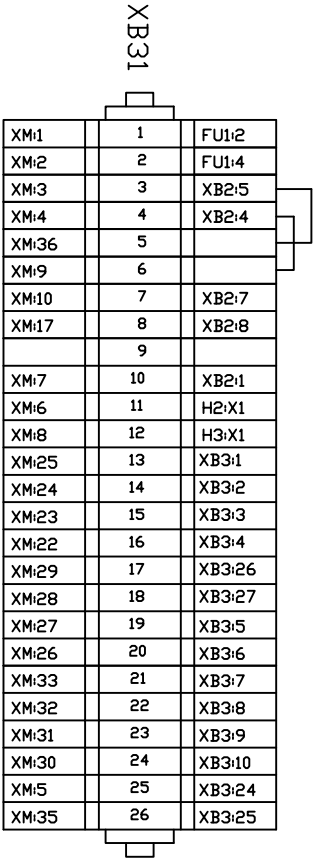 XB31
XM:1 1 FU1:2
XM:2 2 FU1:4
XM:3 3 XB2:5
XM:4 4 XB2:4
XM:36 5
XM:9 6
XM:10 7 XB2:7
XM:17 8 XB2:8
9
XM:7 10 XB2:1
XM:6 11 H2:X1
XM:8 12 H3:X1
XM:25 13 XB3:1
XM:24 14 XB3:2
XM:23 15 XB3:3
XM:22 16 XB3:4
XM:29 17 XB3:26
XM:28 18 XB3:27
XM:27 19 XB3:5
XM:26 20 XB3:6
XM:33 21 XB3:7
XM:32 22 XB3:8
XM:31 23 XB3:9
XM:30 24 XB3:10
XM:5 25 XB3:24
XM:35 26 XB3:25